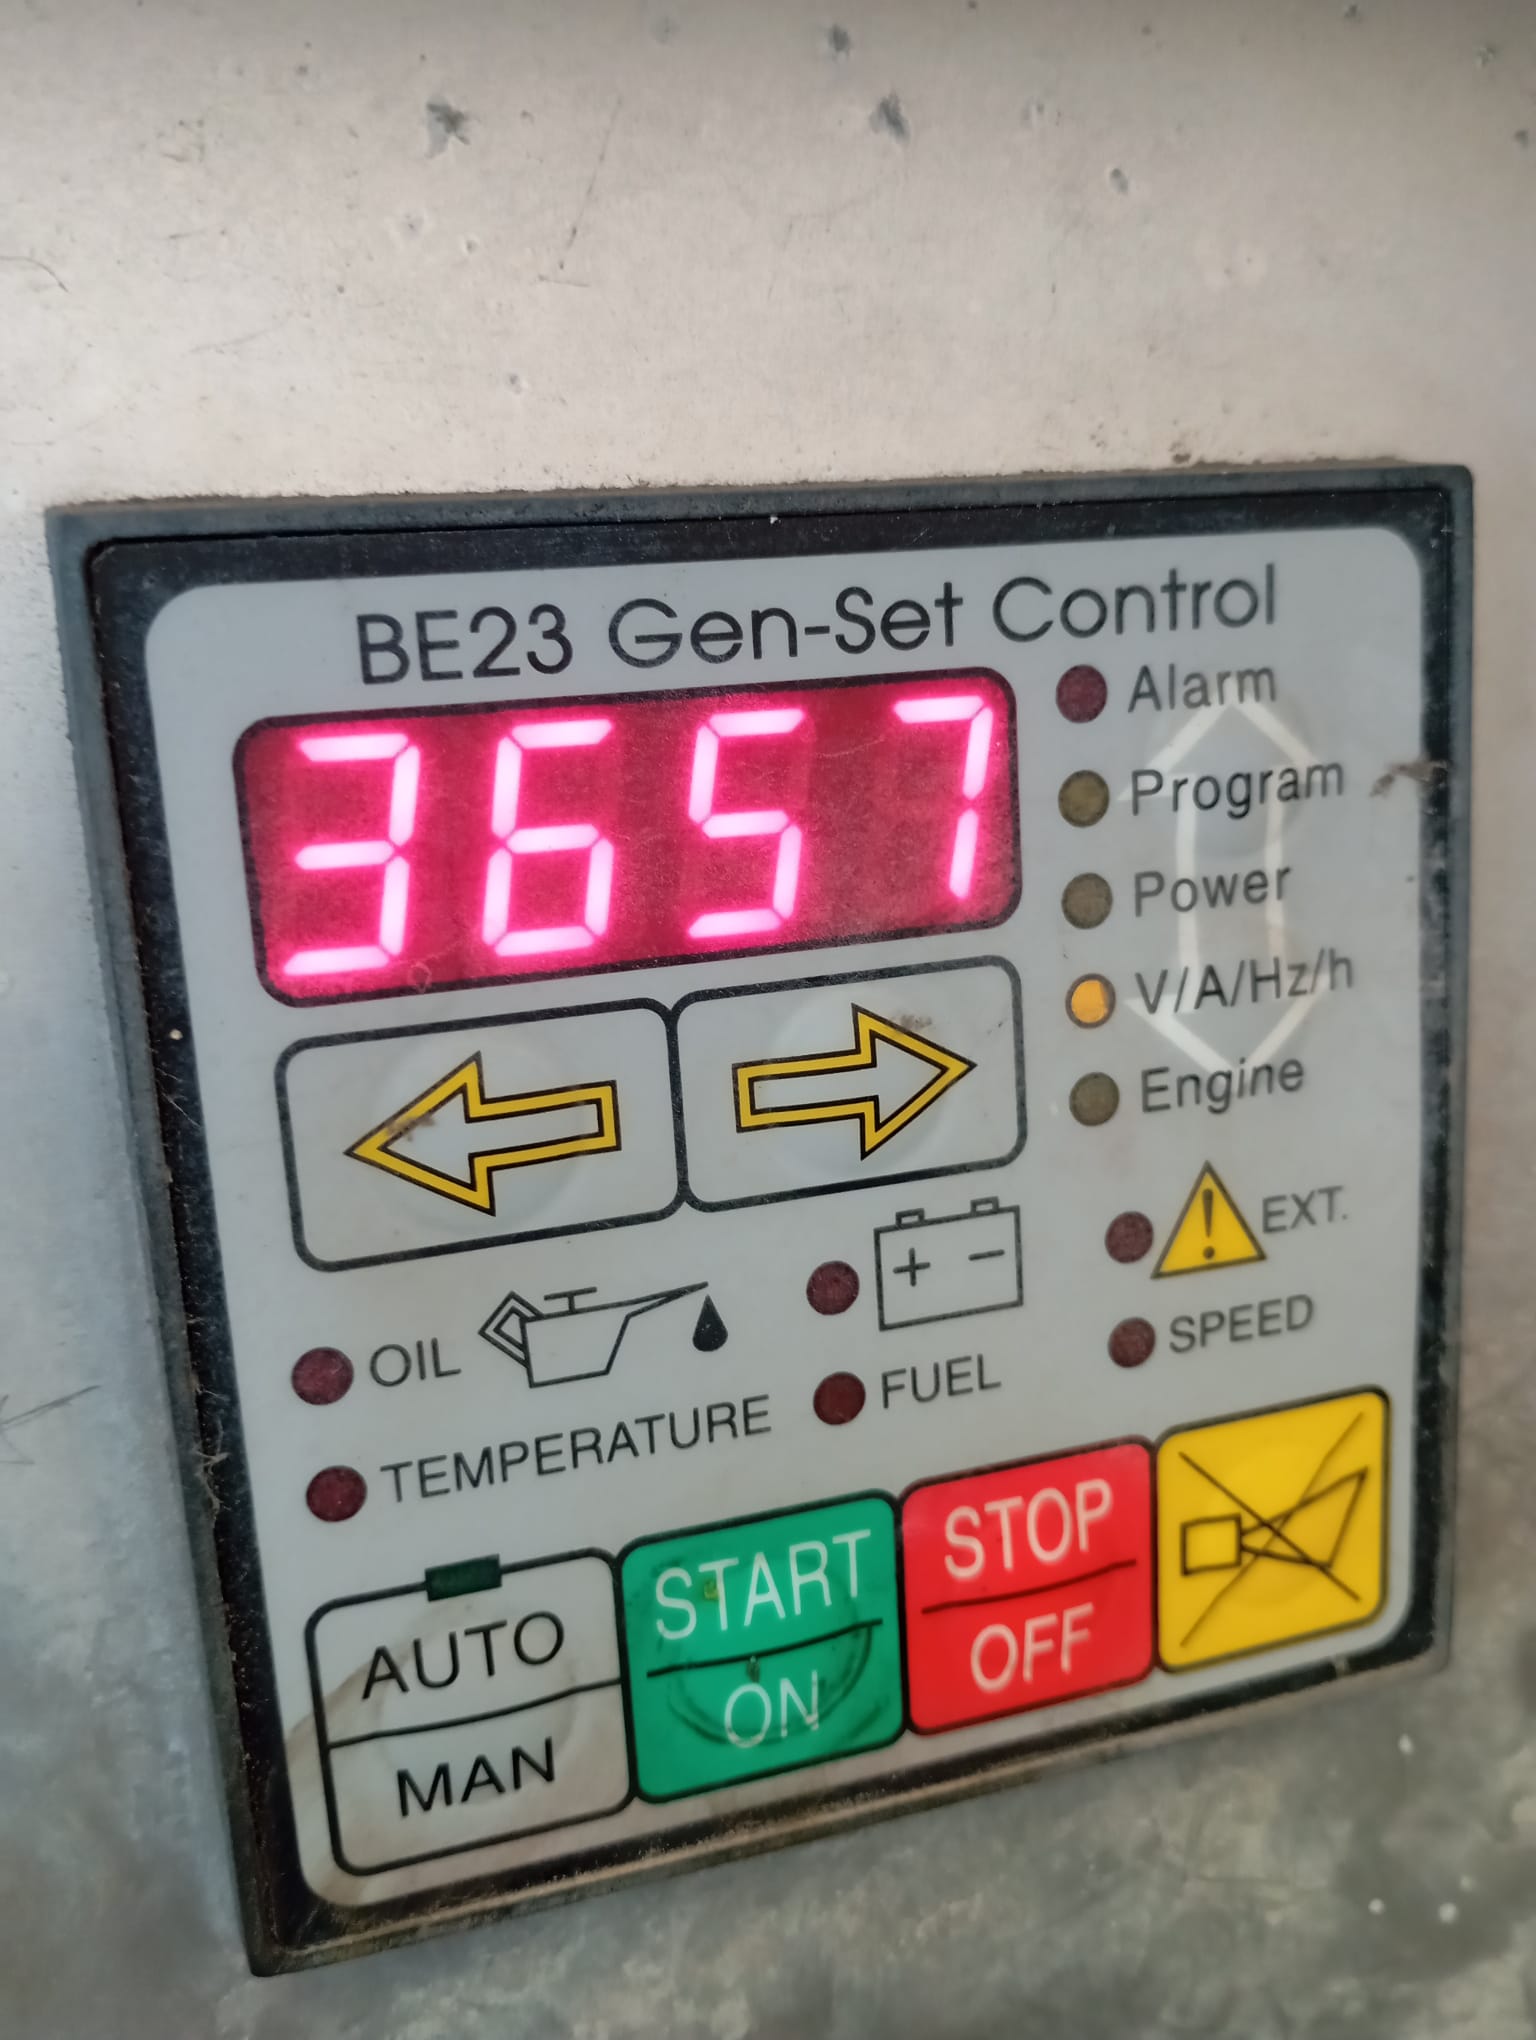 BE23 Gen-Set Control
3657
Alarm
Program
Power
V/A/Hz/h
Engine
+ −
! EXT.
OIL
FUEL
SPEED
TEMPERATURE
AUTO
MAN
START
ON
STOP
OFF